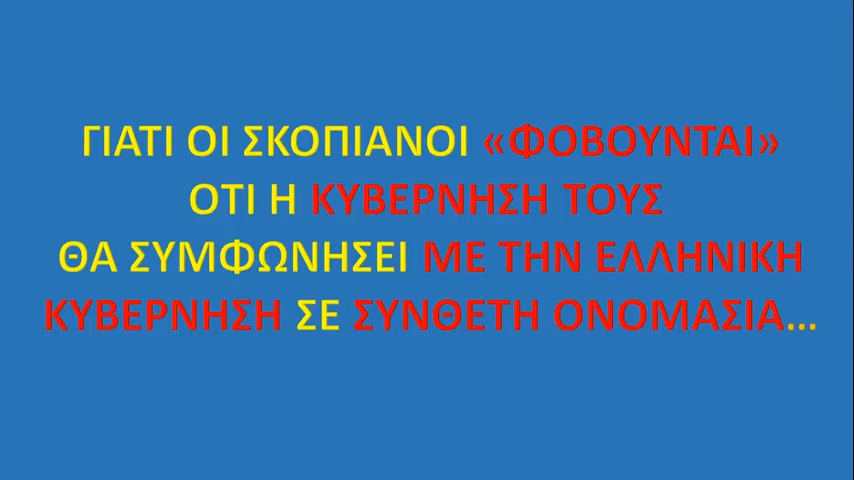 ΓΙΑΤΙ ΟΙ ΣΚΟΠΙΑΝΟΙ «ΦΟΒΟΥΝΤΑΙ»
ΟΤΙ Η ΚΥΒΕΡΝΗΣΗ ΤΟΥΣ
ΘΑ ΣΥΜΦΩΝΗΣΕΙ ΜΕ ΤΗΝ ΕΛΛΗΝΙΚΗ
ΚΥΒΕΡΝΗΣΗ ΣΕ ΣΥΝΘΕΤΗ ΟΝΟΜΑΣΙΑ...